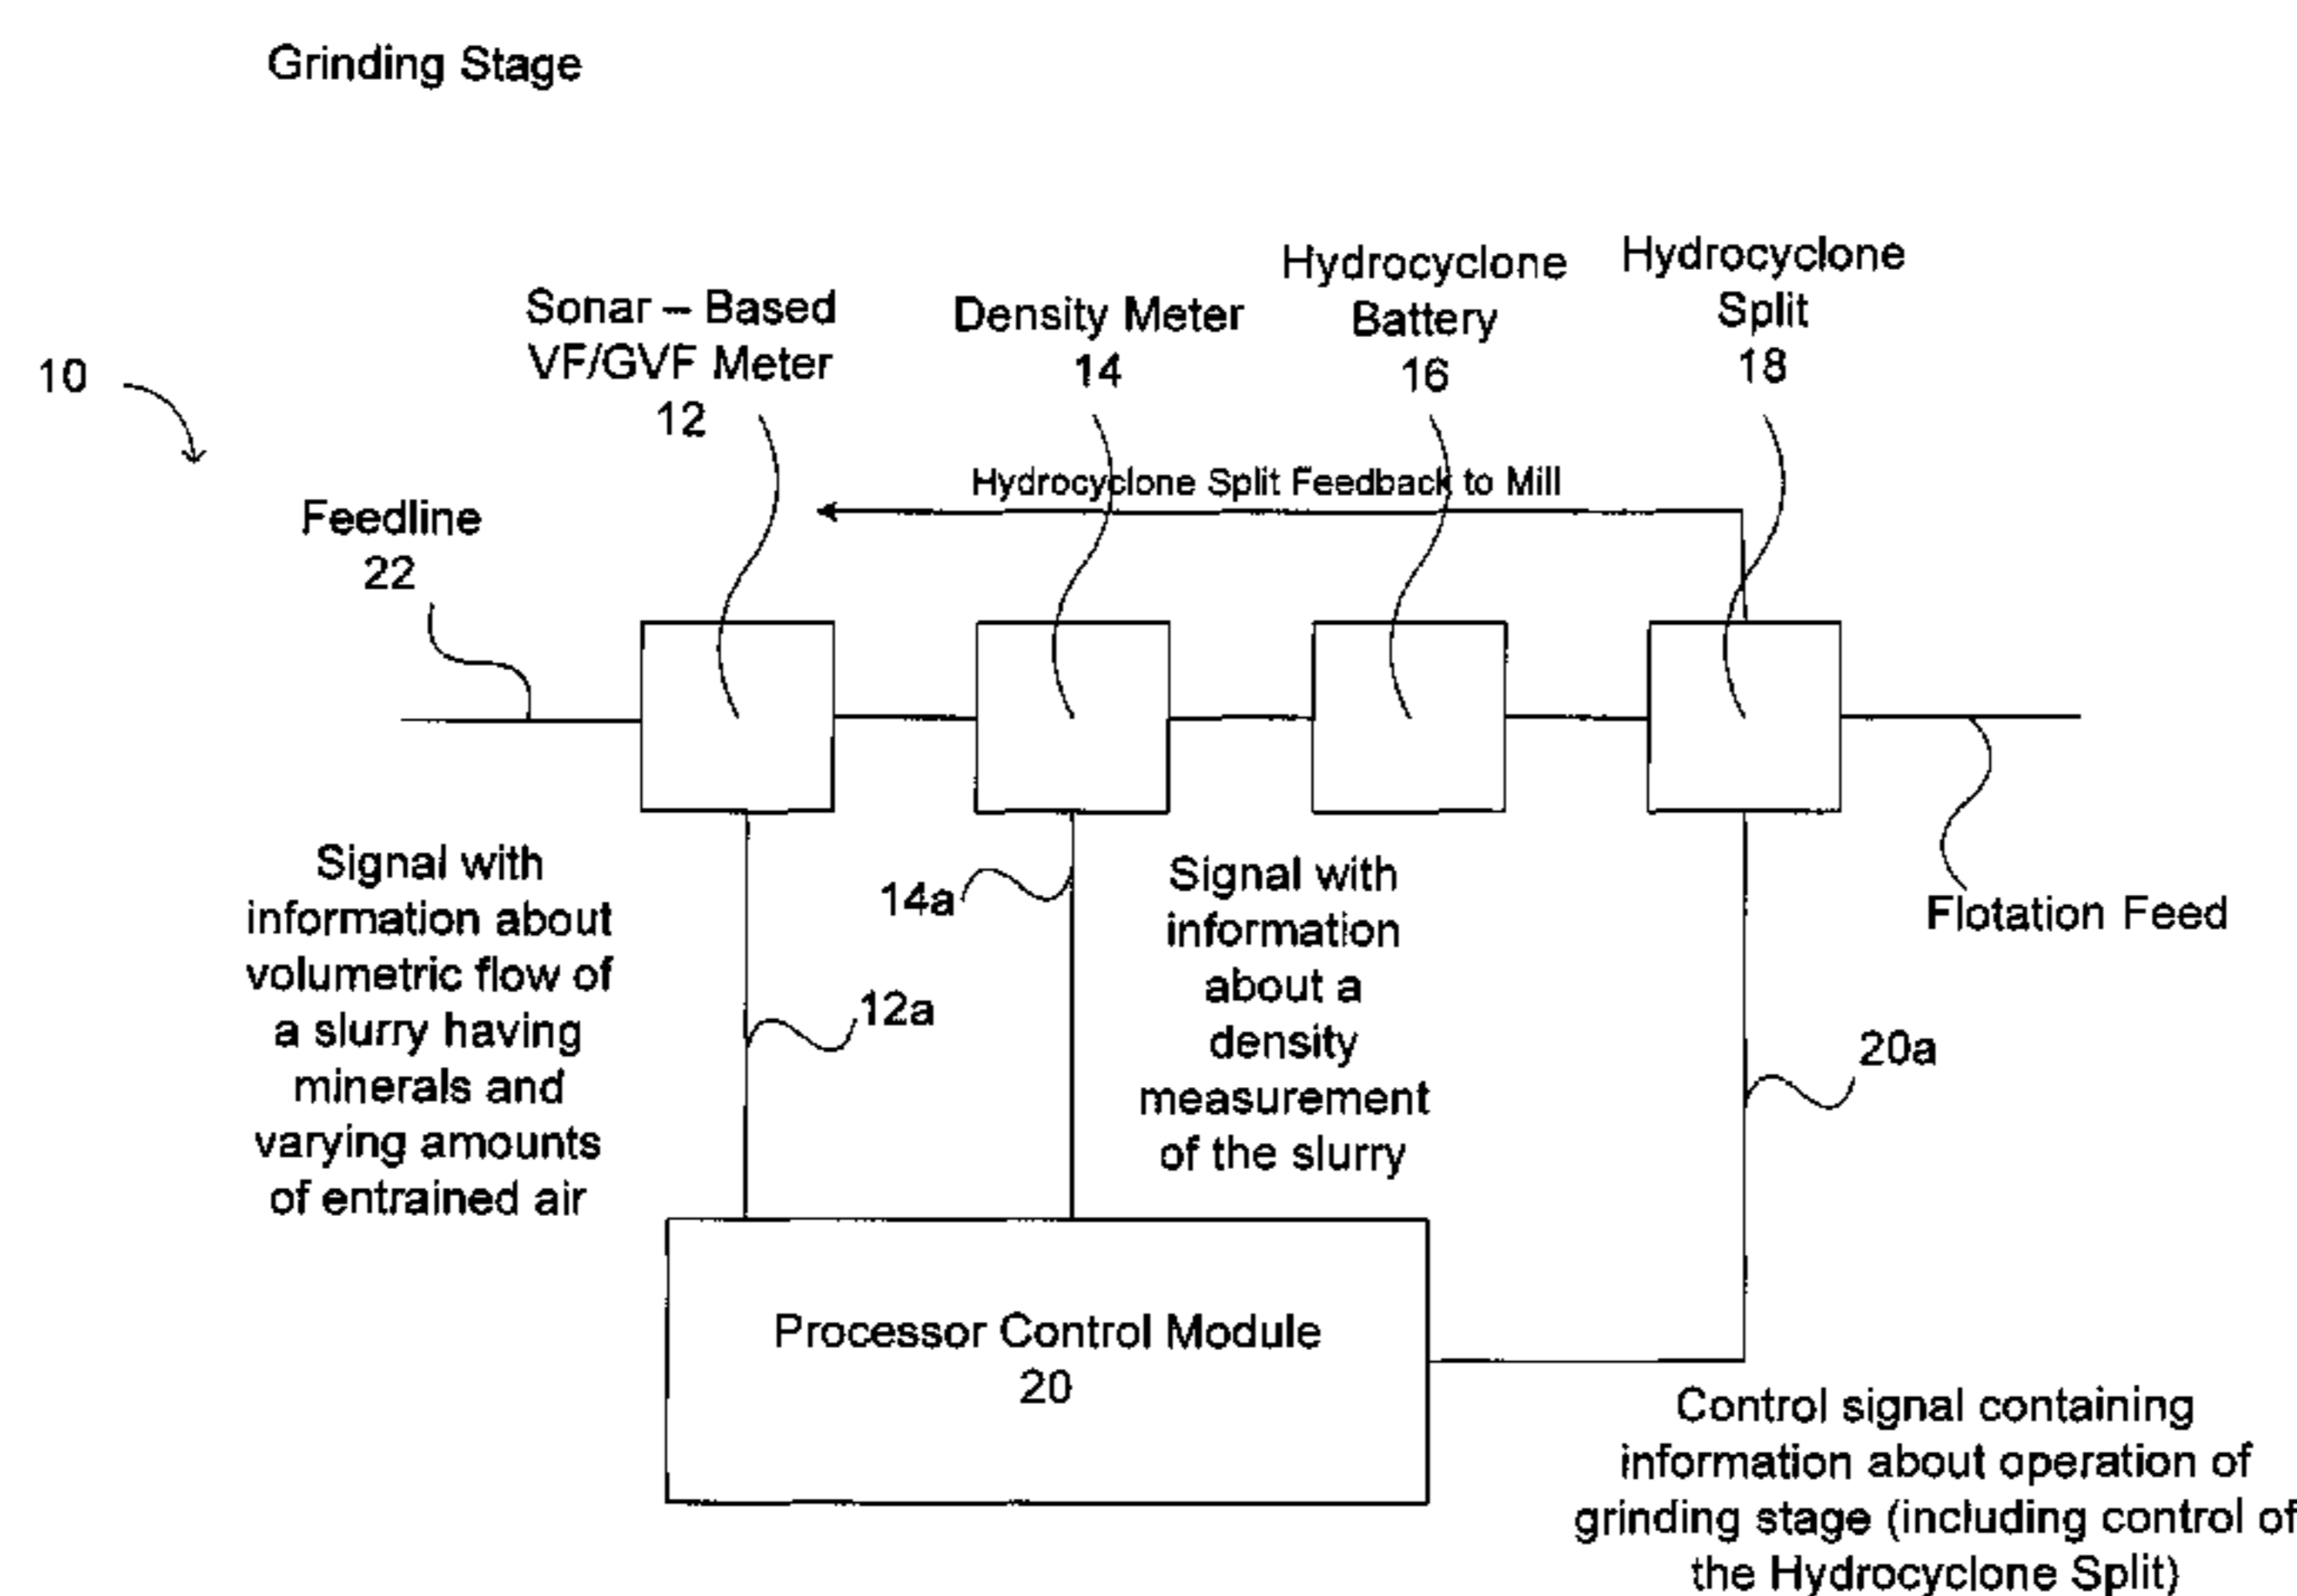 Grinding Stage
10
Sonar – Based
VF/GVF Meter
12
Density Meter
14
Hydrocyclone
Battery
16
Hydrocyclone
Split
18
Hydrocyclone Split Feedback to Mill
Feedline
22
Signal with
information about
volumetric flow of
a slurry having
minerals and
varying amounts
of entrained air
12a
14a
Signal with
information
about a
density
measurement
of the slurry
Flotation Feed
20a
Processor Control Module
20
Control signal containing
information about operation of
grinding stage (including control of
the Hydrocyclone Split)